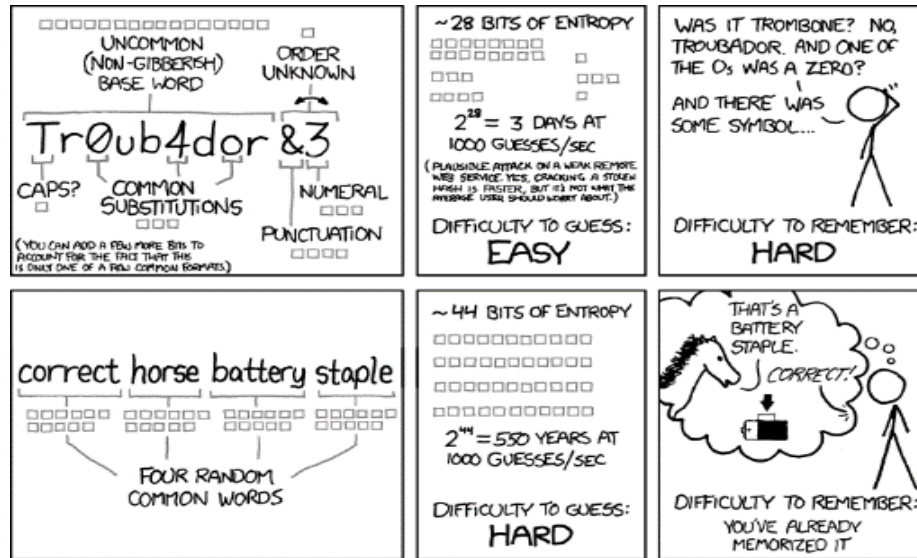 UNCOMMON
(NON-GIBBERISH)
BASE WORD
ORDER
UNKNOWN
Tr0ub4dor &3
CAPS?
COMMON
SUBSTITUTIONS
NUMERAL
PUNCTUATION
(YOU CAN ADD A FEW MORE BITS TO
ACCOUNT FOR THE FACT THAT THIS
IS ONLY ONE OF A FEW COMMON FORMATS.)
~28 BITS OF ENTROPY
2^28 = 3 DAYS AT
1000 GUESSES/SEC
(PLAUSIBLE ATTACK ON A WEAK REMOTE
WEB SERVICE. YES, CRACKING A STOLEN
HASH IS FASTER, BUT IT'S NOT WHAT THE
AVERAGE USER SHOULD WORRY ABOUT.)
DIFFICULTY TO GUESS:
EASY
WAS IT TROMBONE? NO,
TROUBADOR. AND ONE OF
THE Os WAS A ZERO?
AND THERE WAS
SOME SYMBOL...
DIFFICULTY TO REMEMBER:
HARD
correct horse battery staple
FOUR RANDOM
COMMON WORDS
~44 BITS OF ENTROPY
2^44 = 550 YEARS AT
1000 GUESSES/SEC
DIFFICULTY TO GUESS:
HARD
THAT'S A
BATTERY
STAPLE.
CORRECT!
DIFFICULTY TO REMEMBER:
YOU'VE ALREADY
MEMORIZED IT